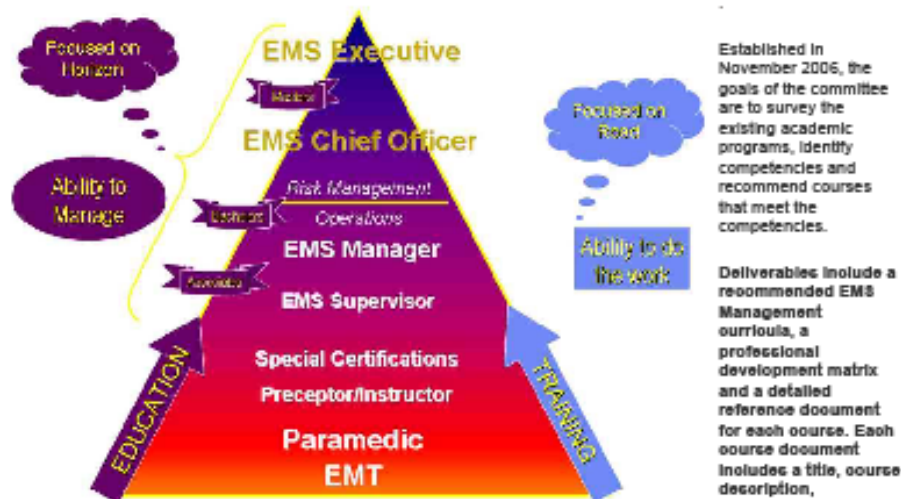 Focused on
Horizon
Ability to
Manage
EMS Executive
EMS Chief Officer
Risk Management
Operations
EMS Manager
EMS Supervisor
Special Certifications
Preceptor/Instructor
Paramedic
EMT
EDUCATION
TRAINING
Focused on
Road
Ability to do
the work
Established in
November 2006, the
goals of the committee
are to survey the
existing academic
programs, identify
competencies and
recommend courses
that meet the
competencies.
Deliverables include a
recommended EMS
Management
curricula, a
professional
development matrix
and a detailed
reference document
for each course. Each
course document
includes a title, course
description,